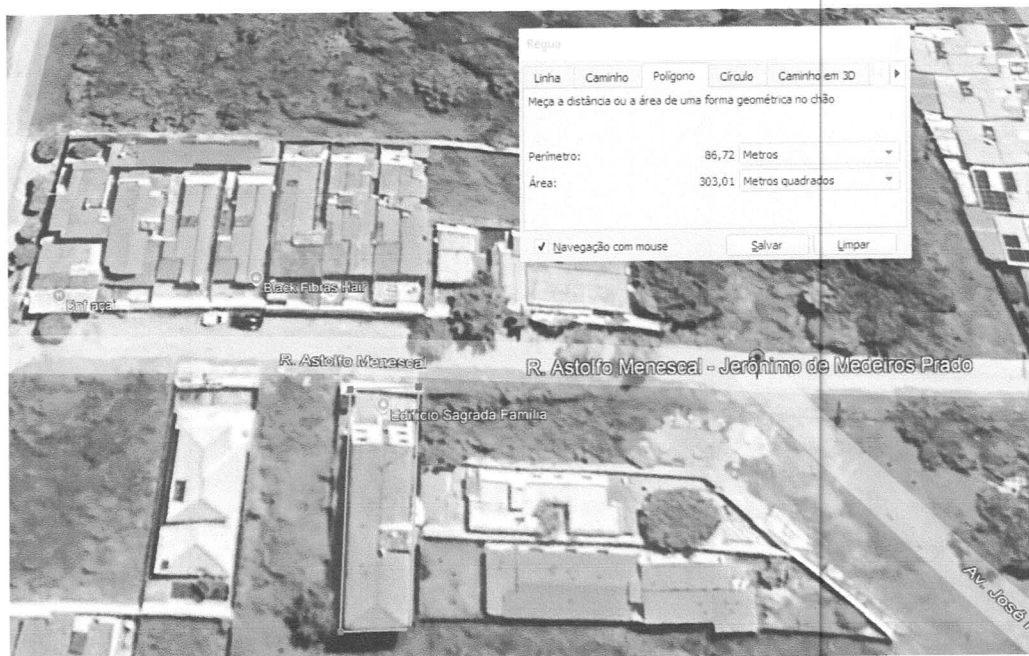 Régua
Linha Caminho Polígono Círculo Caminho em 3D
Meça a distância ou a área de uma forma geométrica no chão
Perímetro: 86,72 Metros
Área: 303,01 Metros quadrados
Navegação com mouse Salvar Limpar
Black Fibras Hair
R. Astolfo Menescal
R. Astolfo Menescal - Jerônimo de Medeiros Prado
Edifício Sagrada Família
Av. José